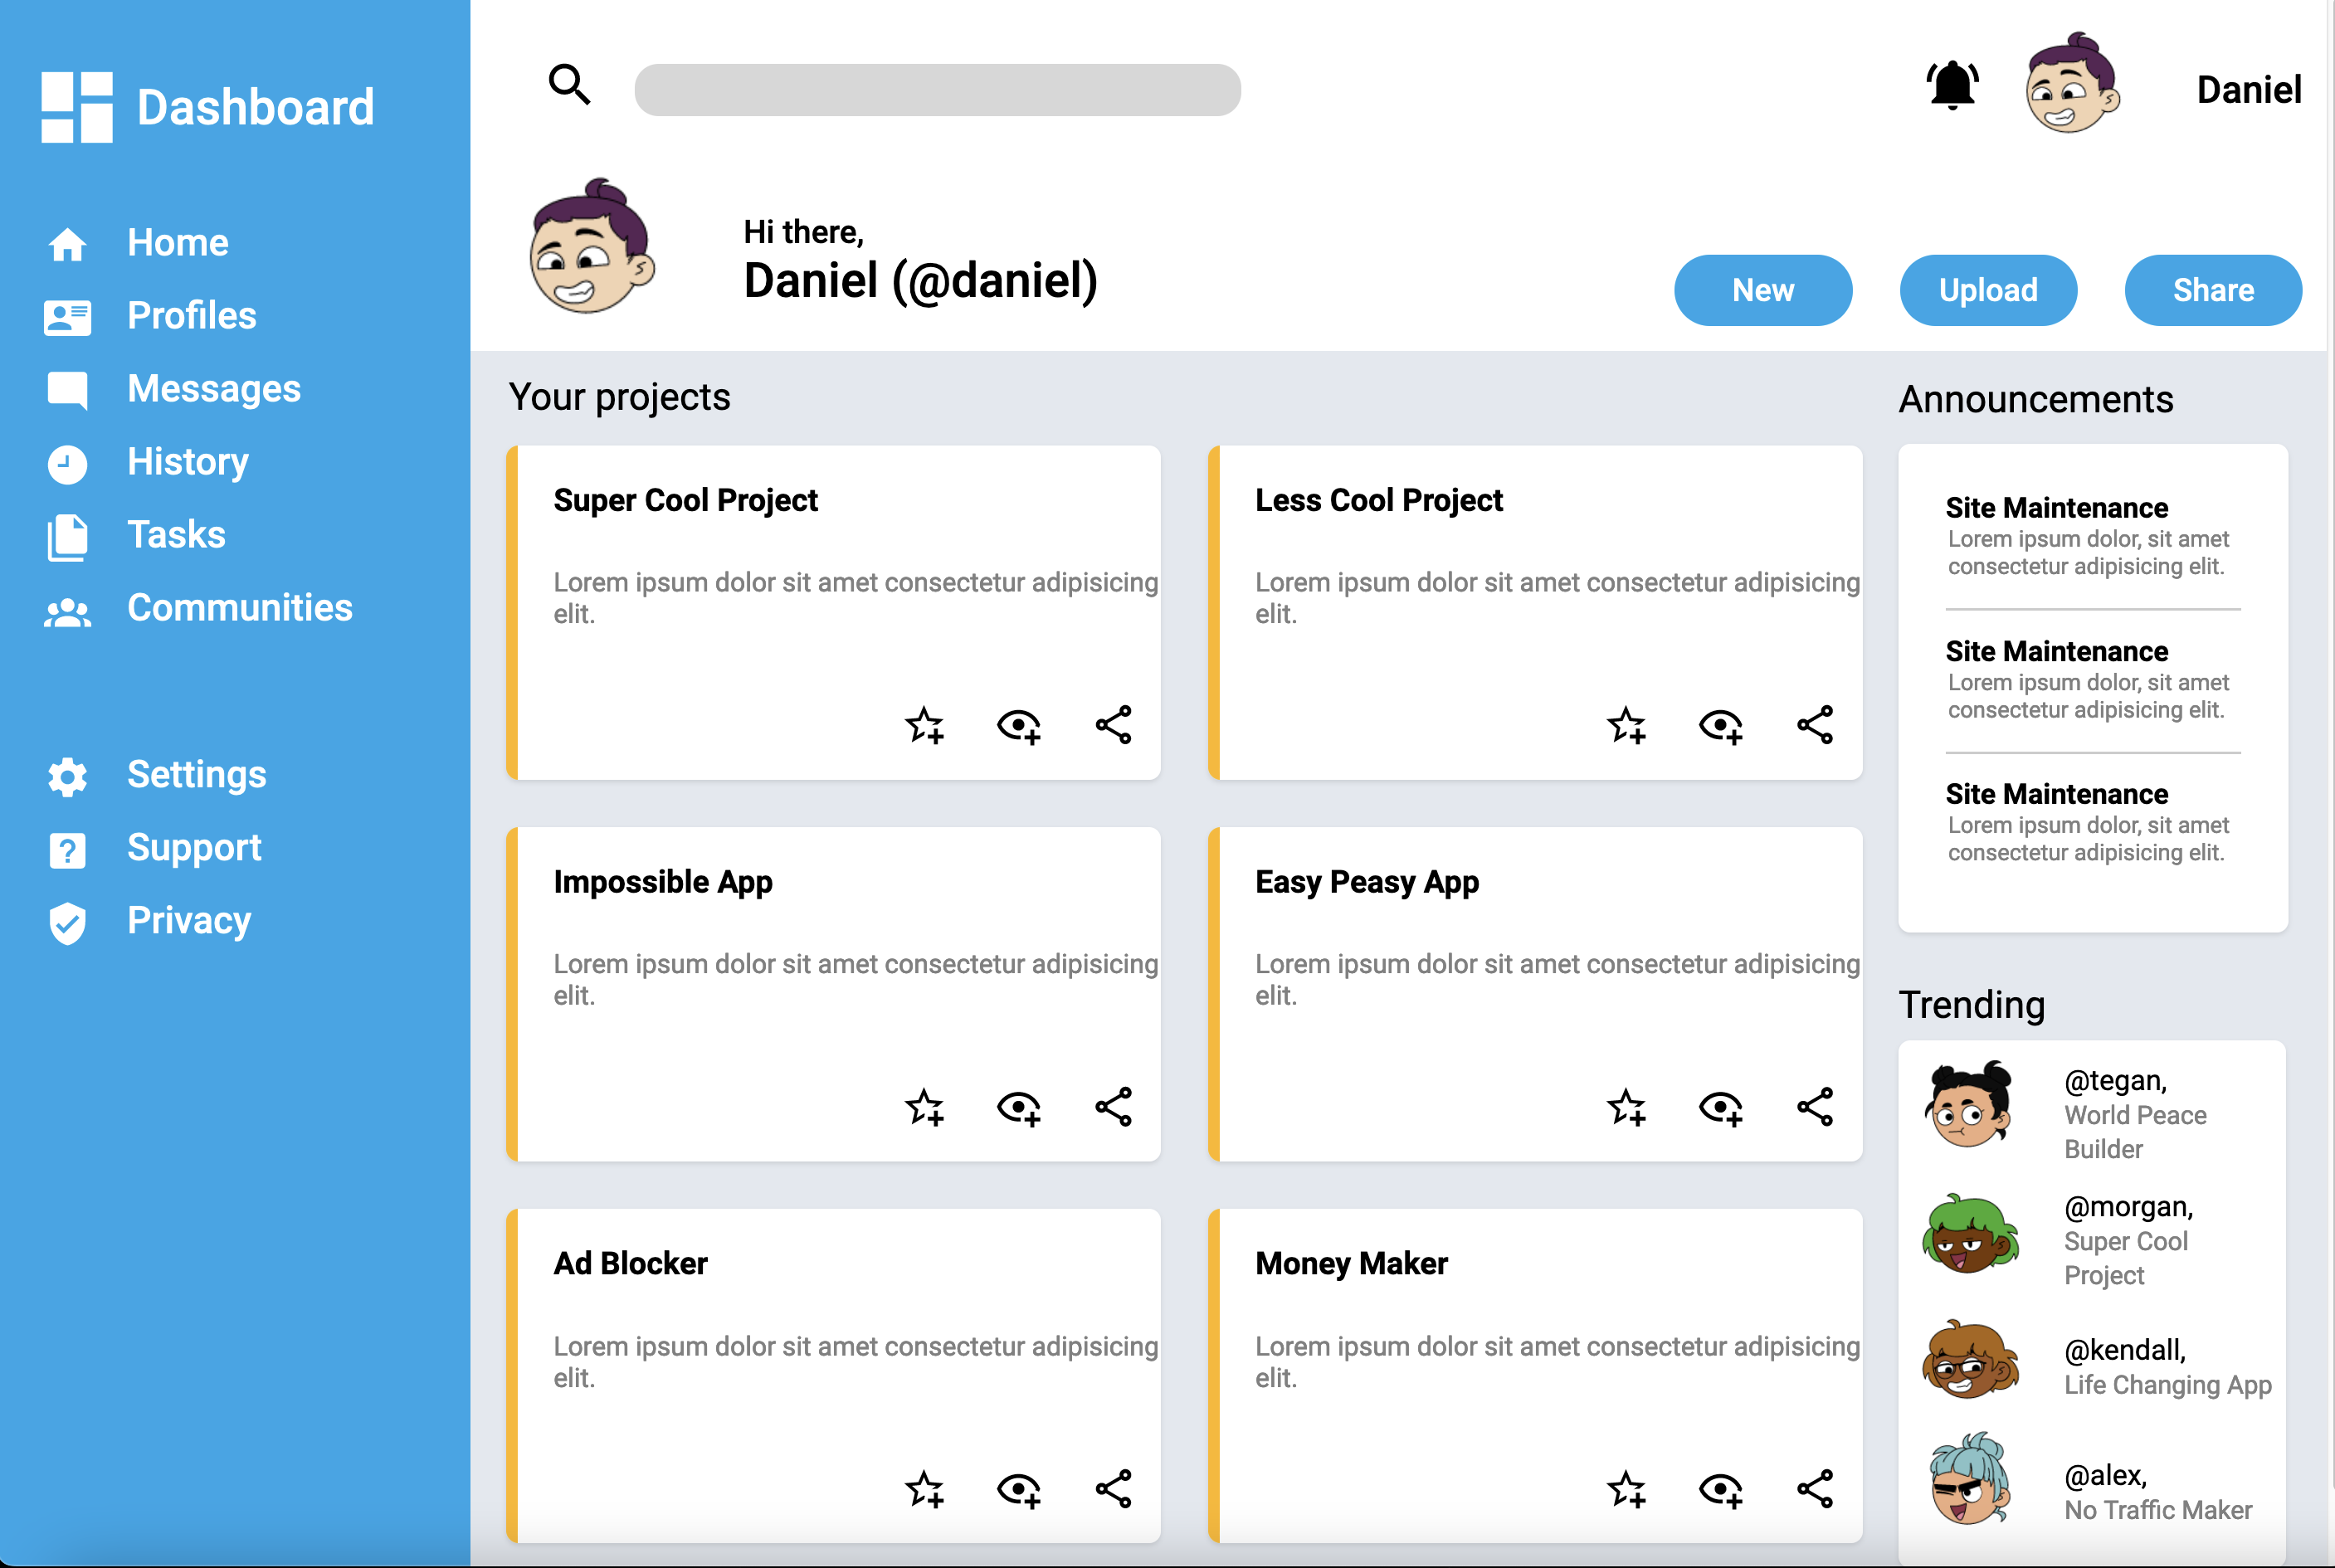 Dashboard
Home
Profiles
Messages
History
Tasks
Communities
Settings
Support
Privacy
Daniel
Hi there,
Daniel (@daniel)
New
Upload
Share
Your projects
Super Cool Project
Lorem ipsum dolor sit amet consectetur adipisicing
elit.
Less Cool Project
Lorem ipsum dolor sit amet consectetur adipisicing
elit.
Impossible App
Lorem ipsum dolor sit amet consectetur adipisicing
elit.
Easy Peasy App
Lorem ipsum dolor sit amet consectetur adipisicing
elit.
Ad Blocker
Lorem ipsum dolor sit amet consectetur adipisicing
elit.
Money Maker
Lorem ipsum dolor sit amet consectetur adipisicing
elit.
Announcements
Site Maintenance
Lorem ipsum dolor, sit amet
consectetur adipisicing elit.
Site Maintenance
Lorem ipsum dolor, sit amet
consectetur adipisicing elit.
Site Maintenance
Lorem ipsum dolor, sit amet
consectetur adipisicing elit.
Trending
@tegan,
World Peace
Builder
@morgan,
Super Cool
Project
@kendall,
Life Changing App
@alex,
No Traffic Maker